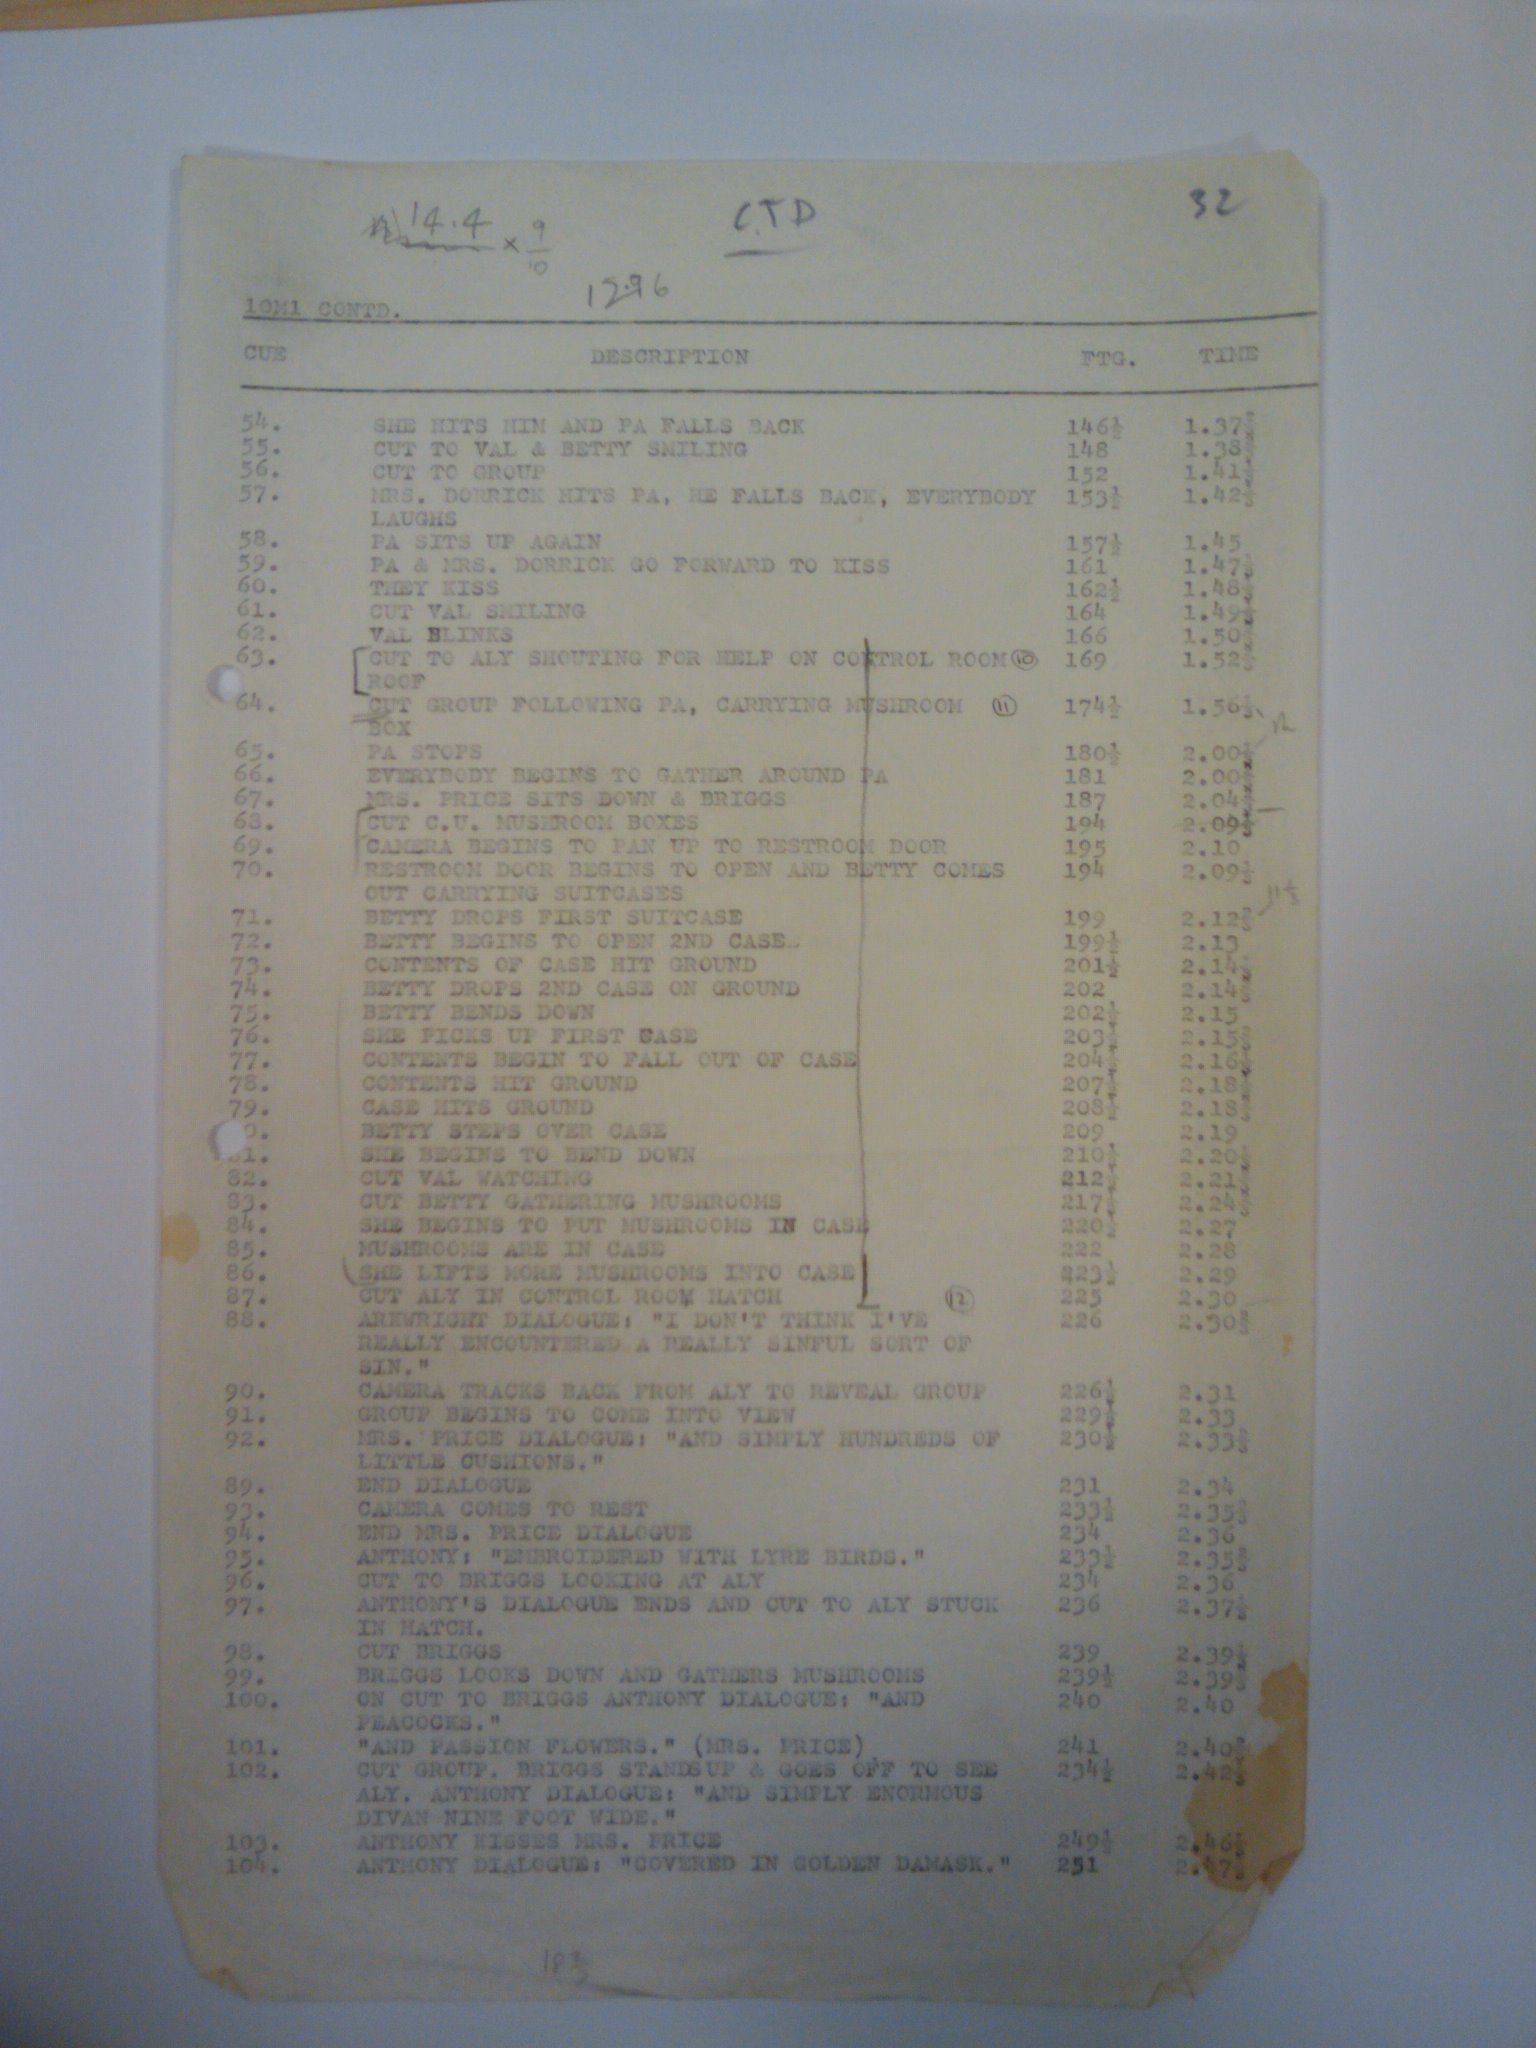 14.4 × 9/10
C.T.D
32
12.96
10M1 CONTD.
CUE DESCRIPTION FTG. TIME
54. SHE HITS HIM AND PA FALLS BACK 146½ 1.37⅔
55. CUT TO VAL & BETTY SMILING 148 1.38
56. CUT TO GROUP 152 1.41
57. MRS. DORRICK HITS PA, HE FALLS BACK, EVERYBODY 153½ 1.42
LAUGHS
58. PA SITS UP AGAIN 157½ 1.45
59. PA & MRS. DORRICK GO FORWARD TO KISS 161 1.47
60. THEY KISS 162½ 1.48
61. CUT VAL SMILING 164 1.49
62. VAL BLINKS 166 1.50
63. CUT TO ALY SHOUTING FOR HELP ON CONTROL ROOM 10 169 1.52
ROOF
64. CUT GROUP FOLLOWING PA, CARRYING MUSHROOM 11 174½ 1.56
BOX
65. PA STOPS 180½ 2.00
66. EVERYBODY BEGINS TO GATHER AROUND PA 181 2.00
67. MRS. PRICE SITS DOWN & BRIGGS 187 2.04
68. CUT C.U. MUSHROOM BOXES 194 2.09
69. CAMERA BEGINS TO PAN UP TO RESTROOM DOOR 195 2.10
70. RESTROOM DOOR BEGINS TO OPEN AND BETTY COMES 194 2.09
OUT CARRYING SUITCASES
71. BETTY DROPS FIRST SUITCASE 199 2.12
72. BETTY BEGINS TO OPEN 2ND CASE 199½ 2.13
73. CONTENTS OF CASE HIT GROUND 201½ 2.14
74. BETTY DROPS 2ND CASE ON GROUND 202 2.14
75. BETTY BENDS DOWN 202½ 2.15
76. SHE PICKS UP FIRST CASE 203½ 2.15
77. CONTENTS BEGIN TO FALL OUT OF CASE 204½ 2.16
78. CONTENTS HIT GROUND 207½ 2.18
79. CASE HITS GROUND 208½ 2.18
0. BETTY STEPS OVER CASE 209 2.19
81. SHE BEGINS TO BEND DOWN 210½ 2.20
82. CUT VAL WATCHING 212½ 2.21
83. CUT BETTY GATHERING MUSHROOMS 217½ 2.24
84. SHE BEGINS TO PUT MUSHROOMS IN CASE 220½ 2.27
85. MUSHROOMS ARE IN CASE 222 2.28
86. SHE LIFTS MORE MUSHROOMS INTO CASE 223½ 2.29
87. CUT ALY IN CONTROL ROOM HATCH 12 225 2.30
88. ARKWRIGHT DIALOGUE: "I DON'T THINK I'VE 226 2.30
REALLY ENCOUNTERED A REALLY SINFUL SORT OF
SIN."
90. CAMERA TRACKS BACK FROM ALY TO REVEAL GROUP 226½ 2.31
91. GROUP BEGINS TO COME INTO VIEW 229½ 2.33
92. MRS. PRICE DIALOGUE: "AND SIMPLY HUNDREDS OF 230½ 2.33
LITTLE CUSHIONS."
89. END DIALOGUE 231 2.34
93. CAMERA COMES TO REST 233½ 2.35
94. END MRS. PRICE DIALOGUE 234 2.36
95. ANTHONY: "EMBROIDERED WITH LYRE BIRDS." 233½ 2.35
96. CUT TO BRIGGS LOOKING AT ALY 234 2.36
97. ANTHONY'S DIALOGUE ENDS AND CUT TO ALY STUCK 236 2.37
IN HATCH.
98. CUT BRIGGS 239 2.39
99. BRIGGS LOOKS DOWN AND GATHERS MUSHROOMS 239½ 2.39
100. ON CUT TO BRIGGS ANTHONY DIALOGUE: "AND 240 2.40
PEACOCKS."
101. "AND PASSION FLOWERS." (MRS. PRICE) 241 2.40
102. CUT GROUP. BRIGGS STANDS UP & GOES OFF TO SEE 234½ 2.42
ALY. ANTHONY DIALOGUE: "AND SIMPLY ENORMOUS
DIVAN NINE FOOT WIDE."
103. ANTHONY KISSES MRS. PRICE 249½ 2.46
104. ANTHONY DIALOGUE: "COVERED IN GOLDEN DAMASK." 251 2.47